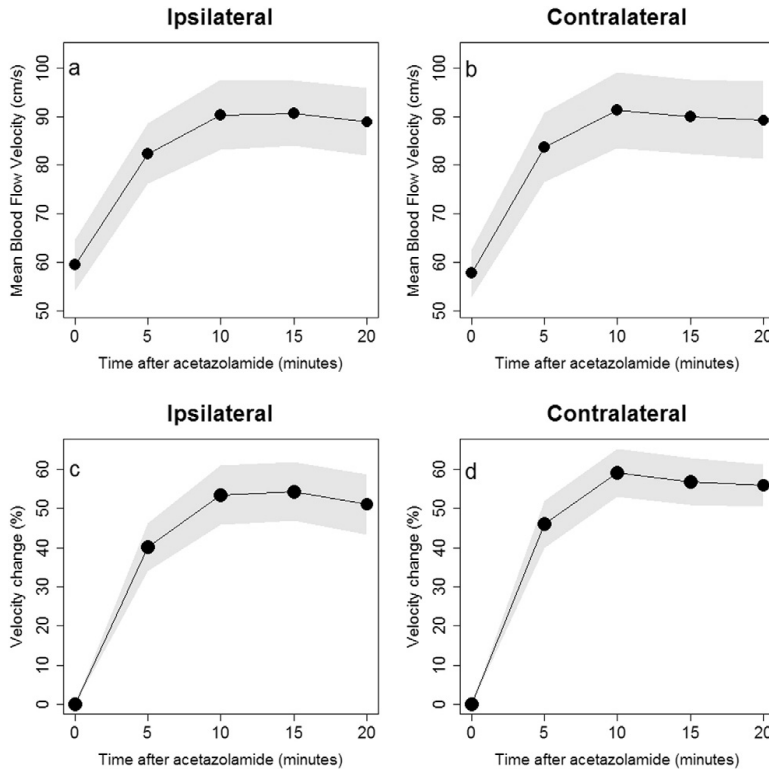 Ipsilateral
a
Mean Blood Flow Velocity (cm/s)
100
90
80
70
60
50
0 5 10 15 20
Time after acetazolamide (minutes)
Contralateral
b
Mean Blood Flow Velocity (cm/s)
100
90
80
70
60
50
0 5 10 15 20
Time after acetazolamide (minutes)
Ipsilateral
c
Velocity change (%)
60
50
40
30
20
10
0
0 5 10 15 20
Time after acetazolamide (minutes)
Contralateral
d
Velocity change (%)
60
50
40
30
20
10
0
0 5 10 15 20
Time after acetazolamide (minutes)